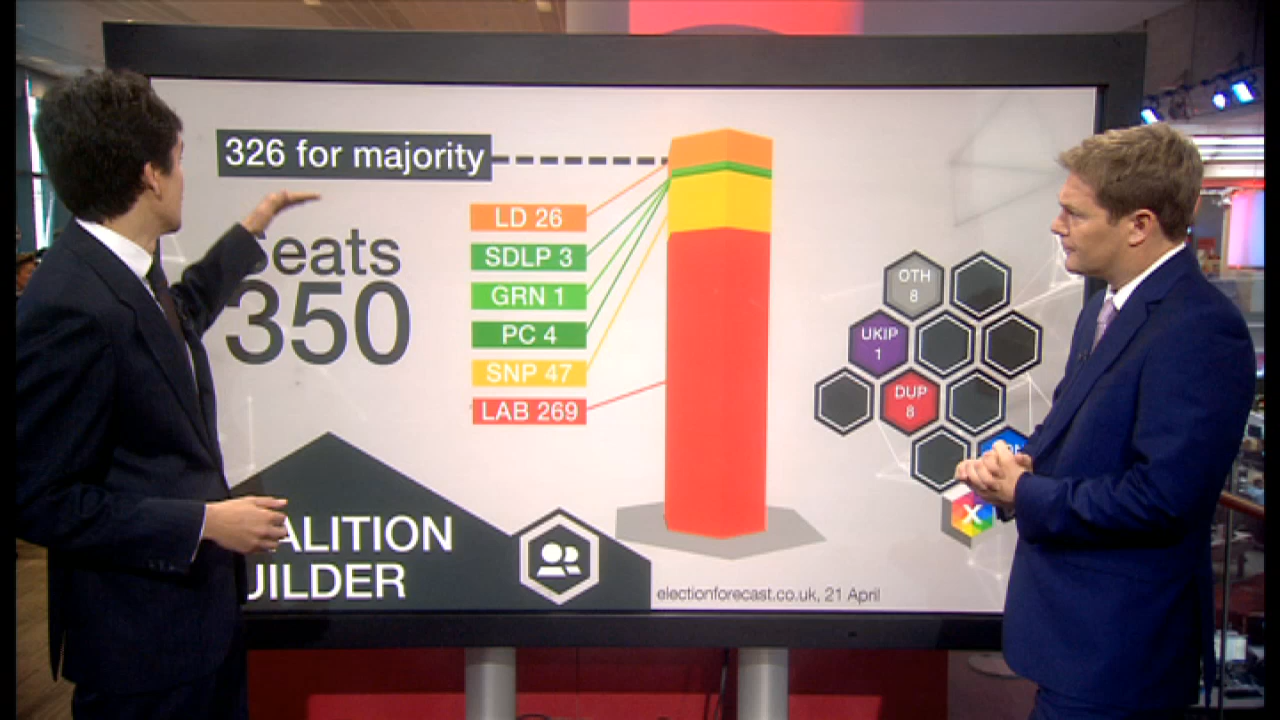 326 for majority
seats
350
LD 26
SDLP 3
GRN 1
PC 4
SNP 47
LAB 269
OTH
8
UKIP
1
DUP
8
X
ALITION
UILDER
electionforecast.co.uk, 21 April